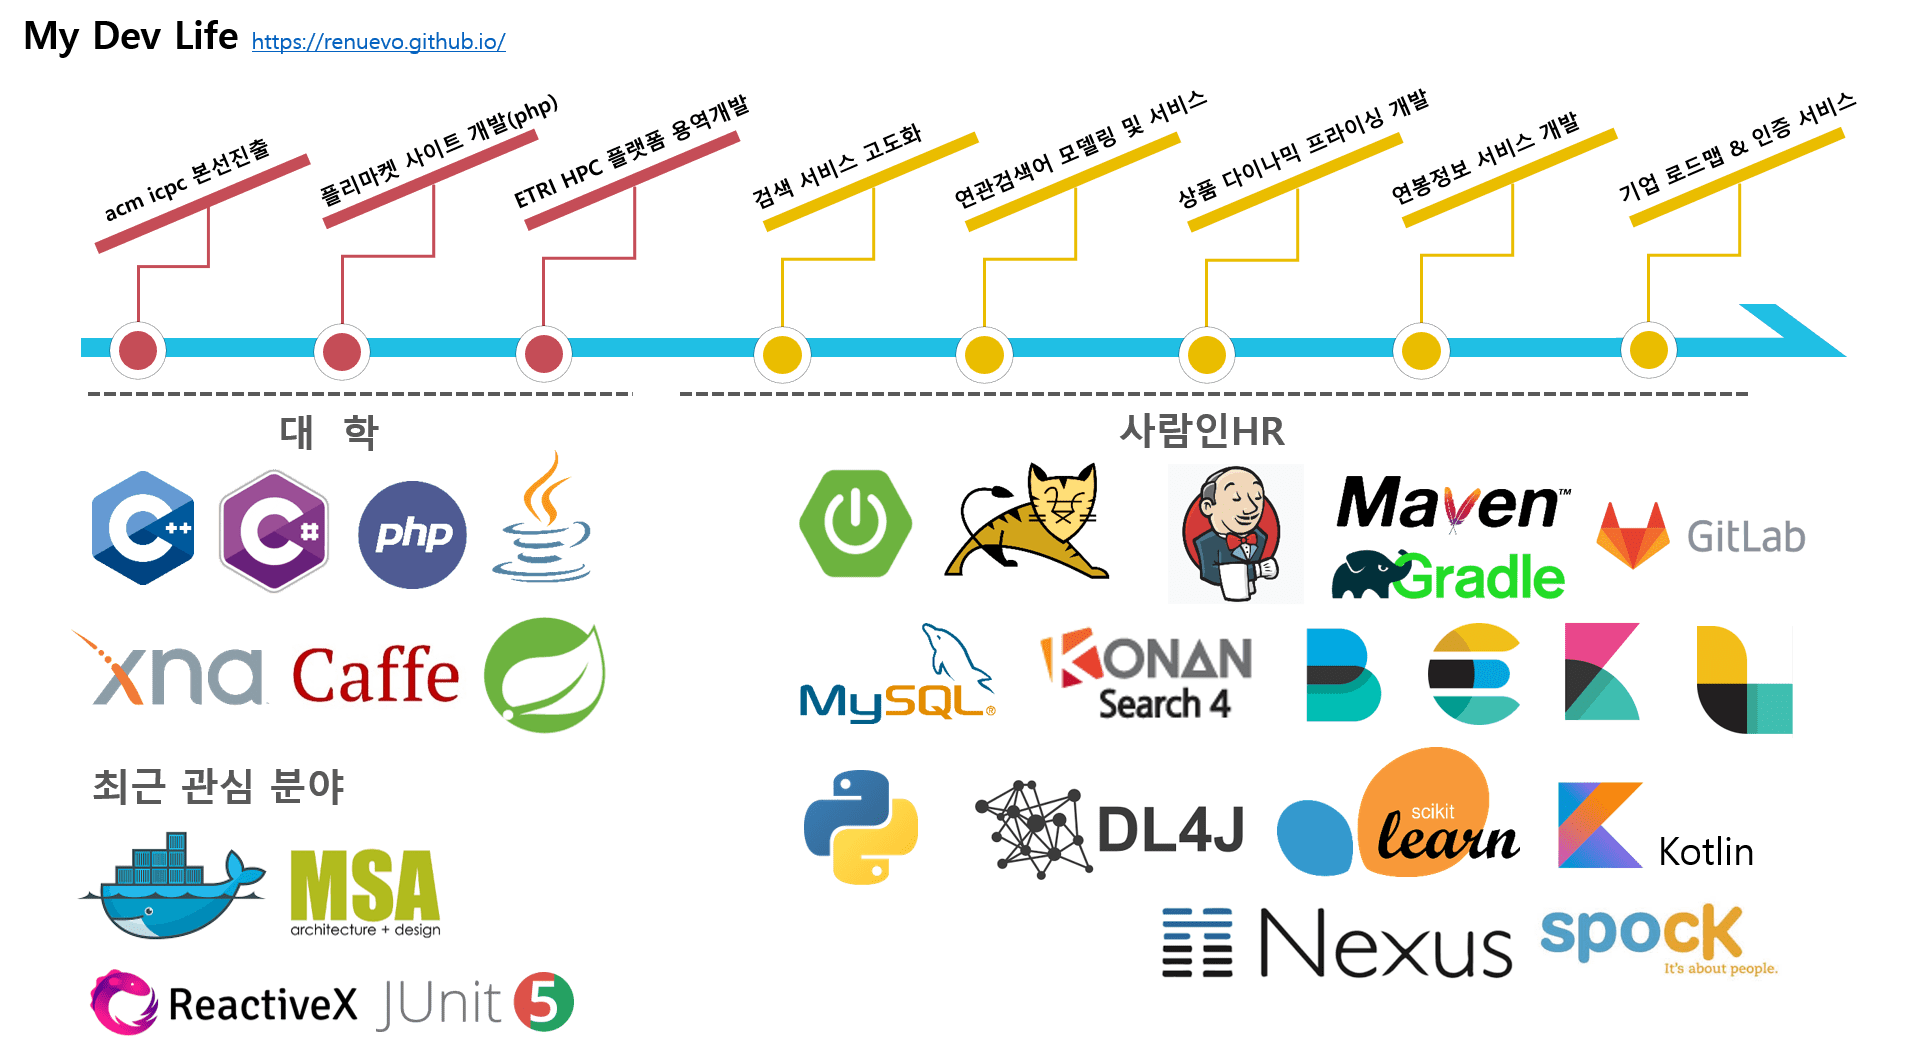 My Dev Life https://renuevo.github.io/
acm icpc 본선진출
플리마켓 사이트 개발(php)
ETRI HPC 플랫폼 용역개발
검색 서비스 고도화
연관검색어 모델링 및 서비스
상품 다이나믹 프라이싱 개발
연봉정보 서비스 개발
기업 로드맵 & 인증 서비스
대 학
C++
C#
php
xna
Caffe
최근 관심 분야
MSA
architecture + design
ReactiveX
JUnit 5
사람인HR
Maven™
Gradle
GitLab
MySQL®
KONAN
Search 4
B E K L
DL4J
scikit
learn
Kotlin
Nexus
spock
It's about people.